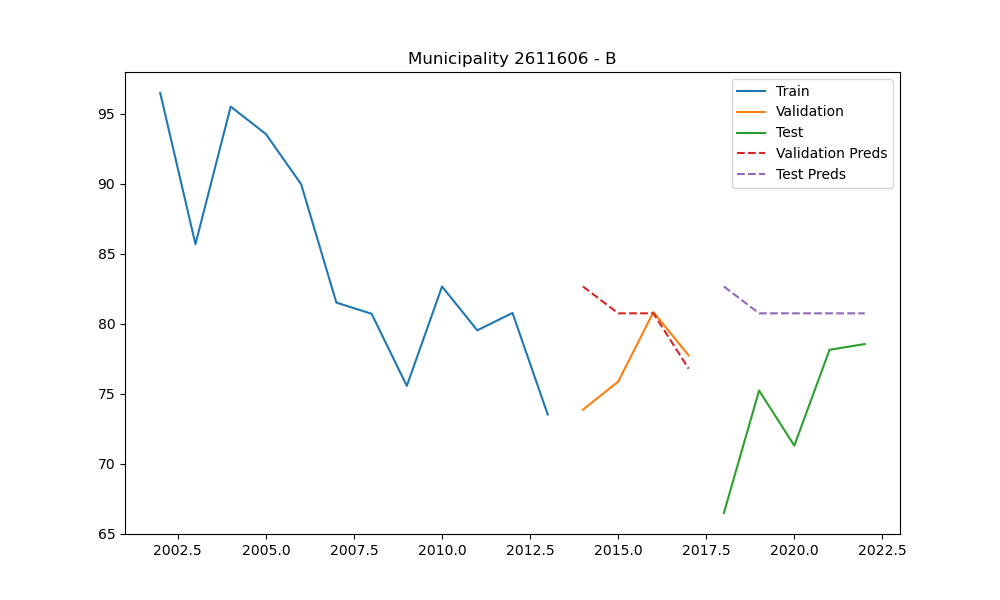 Municipality 2611606 - B
Train
Validation
Test
Validation Preds
Test Preds
95
90
85
80
75
70
65
2002.5 2005.0 2007.5 2010.0 2012.5 2015.0 2017.5 2020.0 2022.5